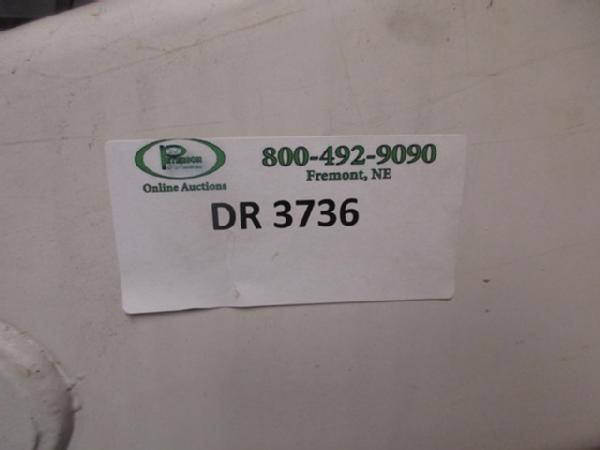 Online Auctions
800-492-9090
Fremont, NE
DR 3736